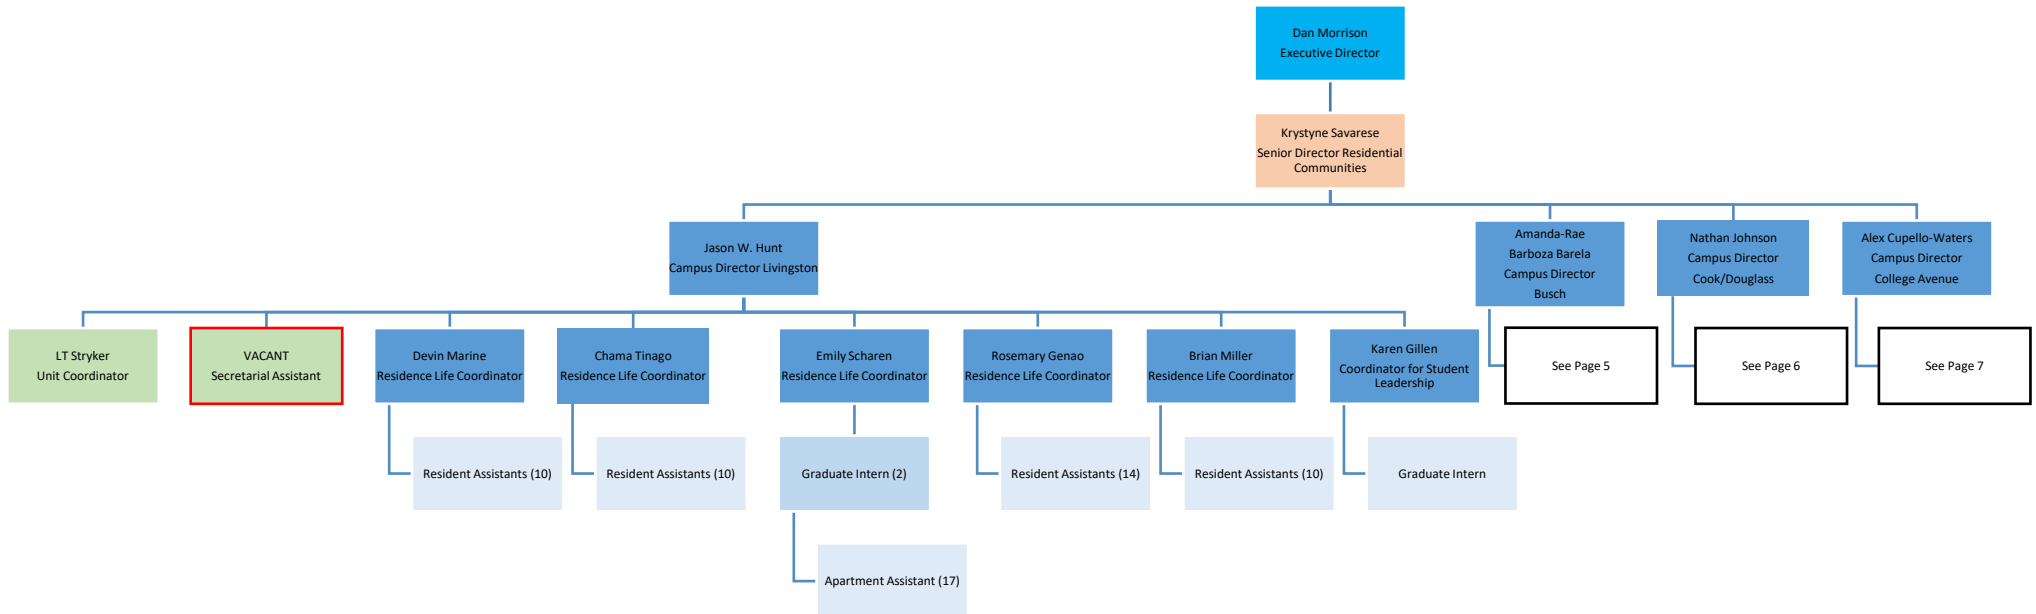 Dan Morrison
Executive Director
Krystyne Savarese
Senior Director Residential
Communities
Jason W. Hunt
Campus Director Livingston
Amanda-Rae
Barboza Barela
Campus Director
Busch
Nathan Johnson
Campus Director
Cook/Douglass
Alex Cupello-Waters
Campus Director
College Avenue
LT Stryker
Unit Coordinator
VACANT
Secretarial Assistant
Devin Marine
Residence Life Coordinator
Chama Tinago
Residence Life Coordinator
Emily Scharen
Residence Life Coordinator
Rosemary Genao
Residence Life Coordinator
Brian Miller
Residence Life Coordinator
Karen Gillen
Coordinator for Student
Leadership
See Page 5
See Page 6
See Page 7
Resident Assistants (10)
Resident Assistants (10)
Graduate Intern (2)
Resident Assistants (14)
Resident Assistants (10)
Graduate Intern
Apartment Assistant (17)